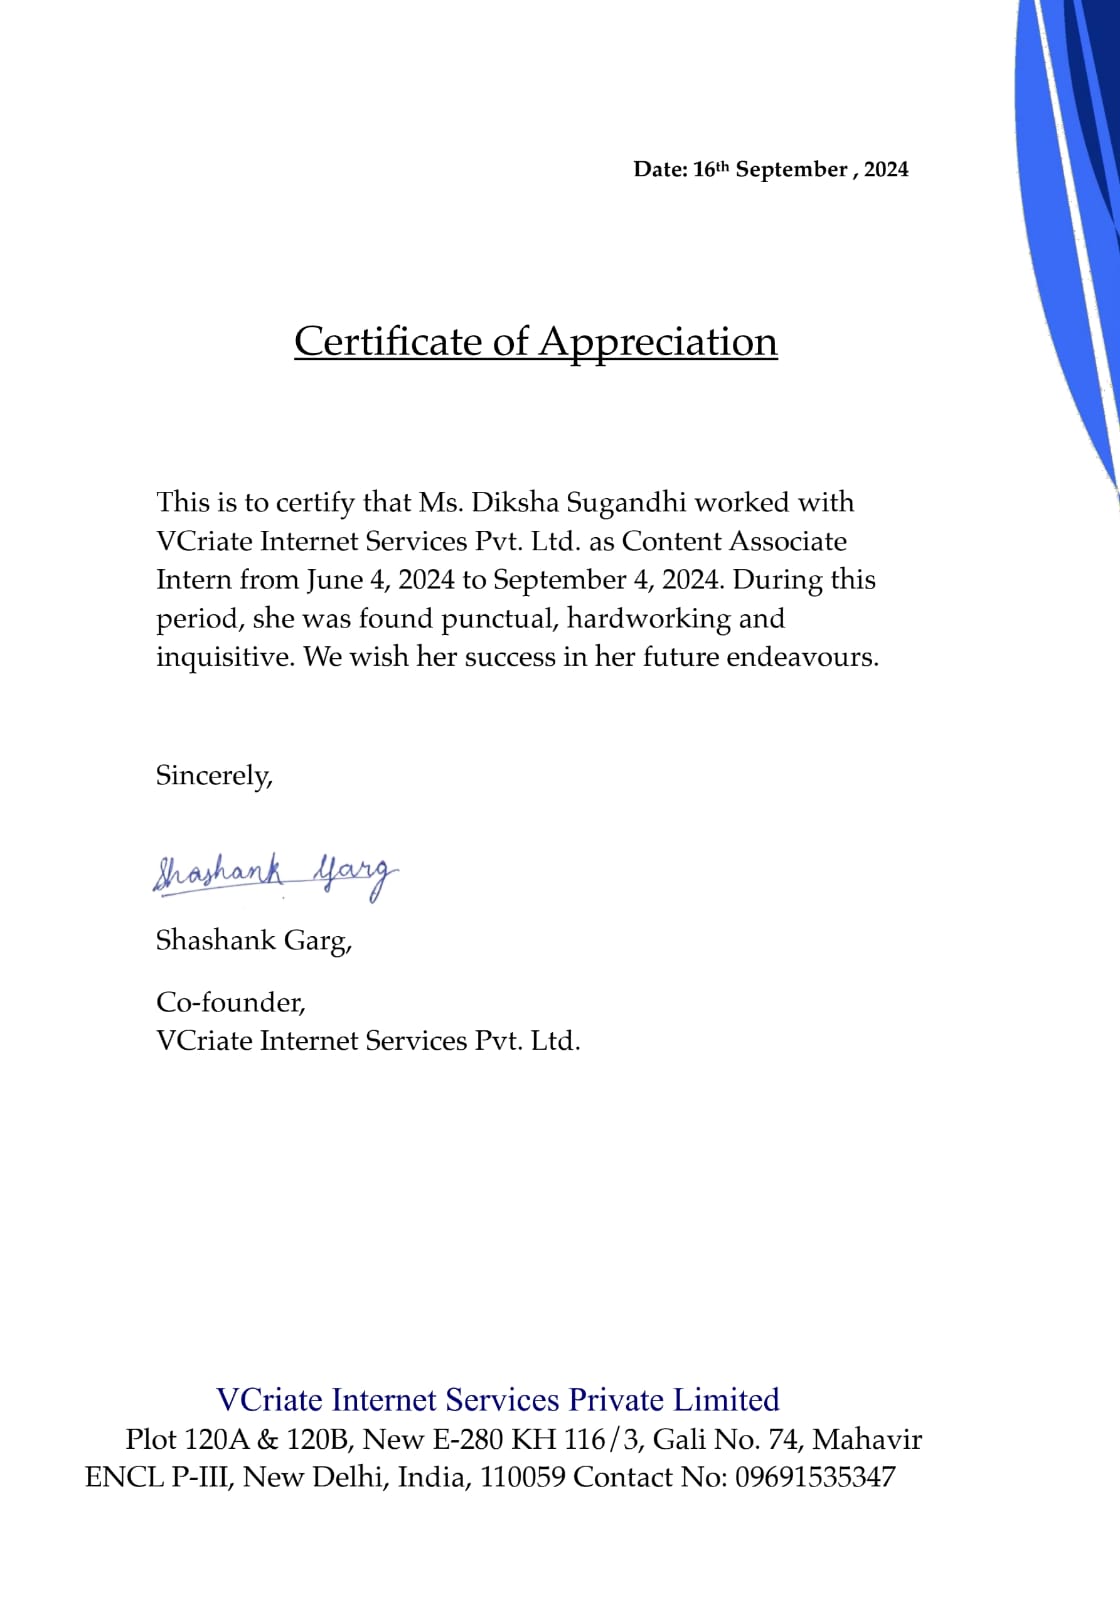 Date: 16th September , 2024
Certificate of Appreciation
This is to certify that Ms. Diksha Sugandhi worked with
VCriate Internet Services Pvt. Ltd. as Content Associate
Intern from June 4, 2024 to September 4, 2024. During this
period, she was found punctual, hardworking and
inquisitive. We wish her success in her future endeavours.
Sincerely,
Shashank Garg
Shashank Garg,
Co-founder,
VCriate Internet Services Pvt. Ltd.
VCriate Internet Services Private Limited
Plot 120A & 120B, New E-280 KH 116/3, Gali No. 74, Mahavir
ENCL P-III, New Delhi, India, 110059 Contact No: 09691535347